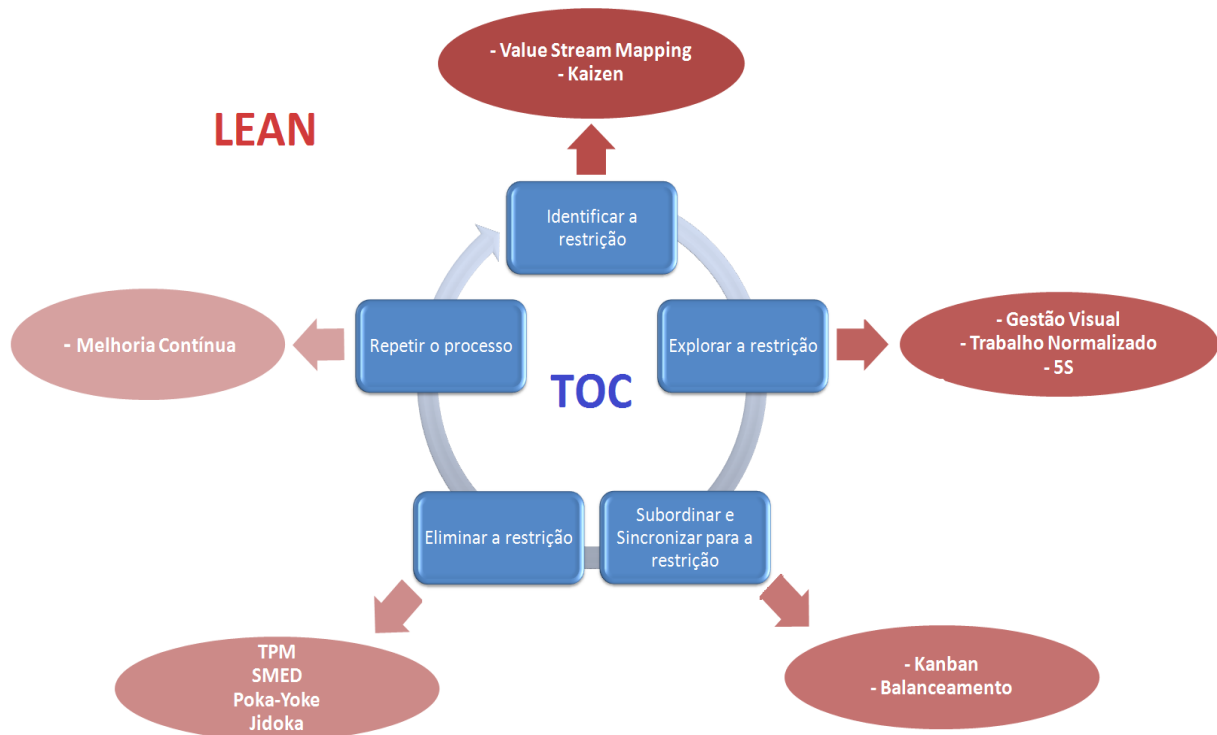 - Value Stream Mapping
- Kaizen
LEAN
Identificar a
restrição
- Melhoria Contínua
Repetir o processo
TOC
Explorar a restrição
- Gestão Visual
- Trabalho Normalizado
- 5S
Eliminar a restrição
Subordinar e
Sincronizar para a
restrição
TPM
SMED
Poka-Yoke
Jidoka
- Kanban
- Balanceamento